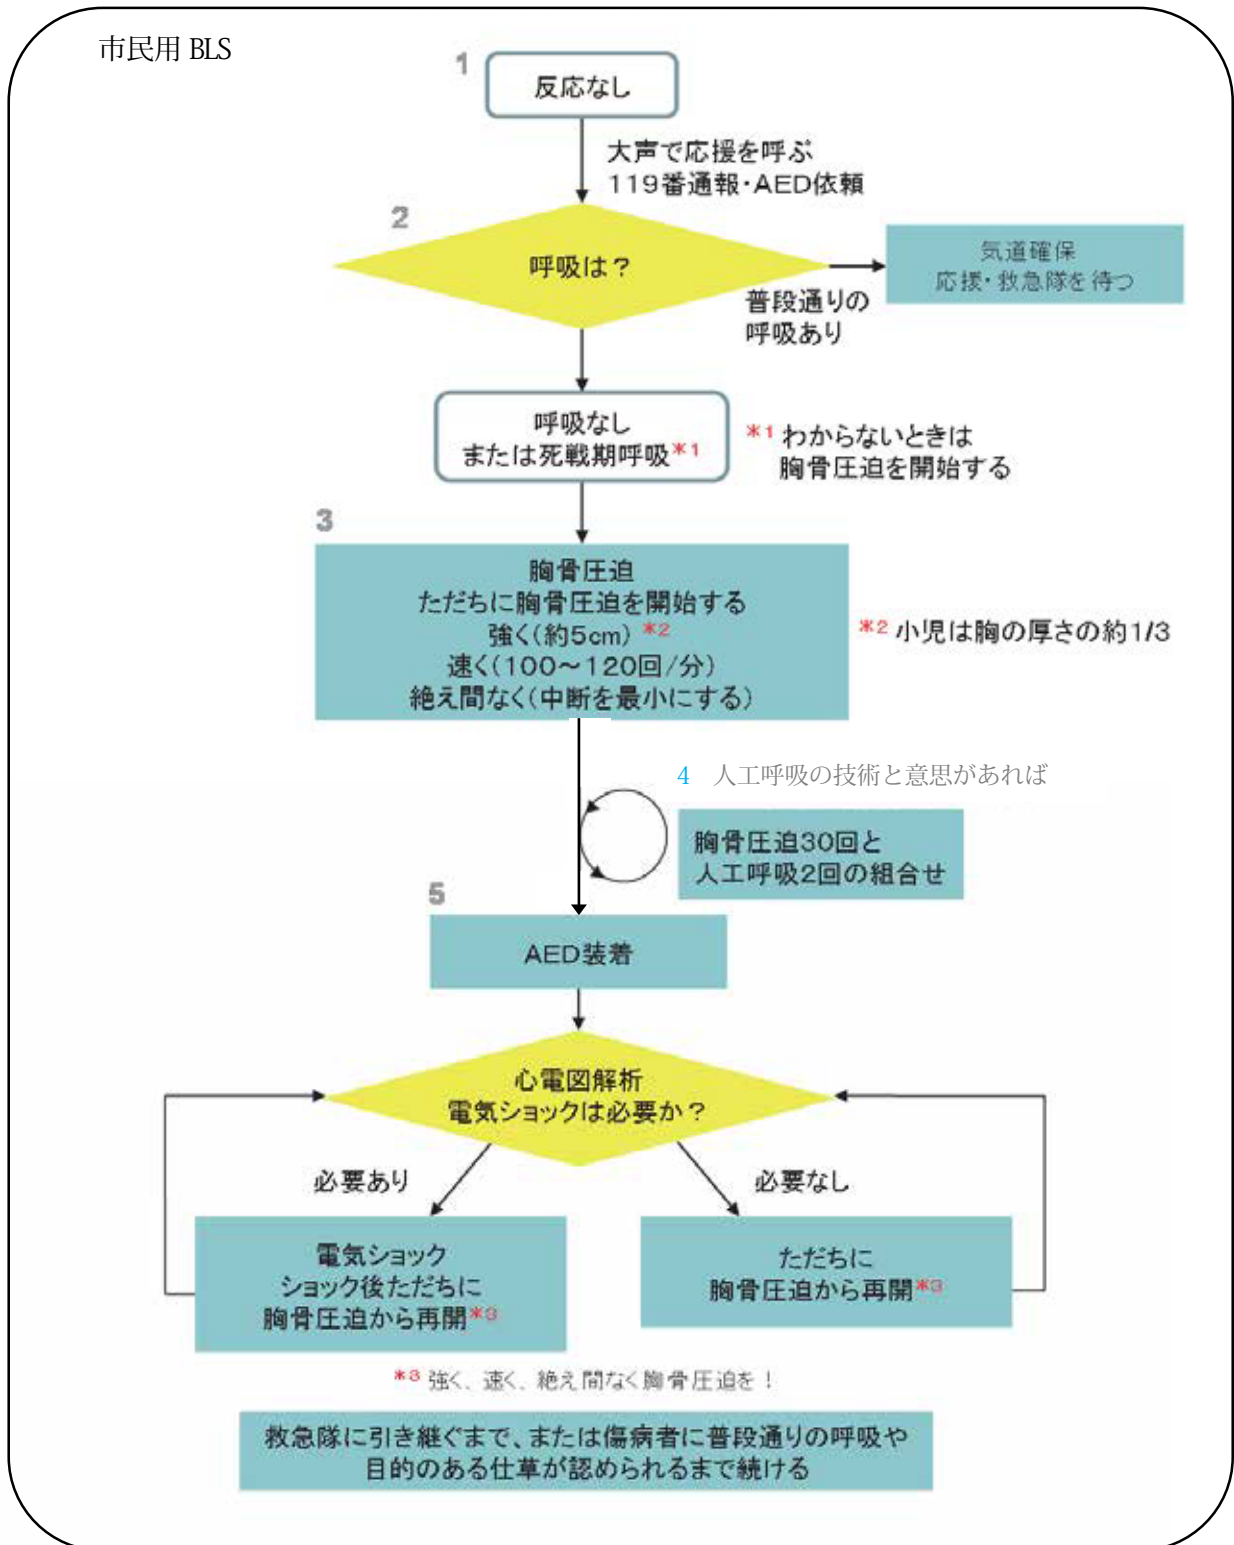 市民用 BLS
1
反応なし
大声で応援を呼ぶ
119番通報・AED依頼
2
呼吸は？
普段通りの
呼吸あり
気道確保
応援・救急隊を待つ
呼吸なし
または死戦期呼吸*1
*1 わからないときは
胸骨圧迫を開始する
3
胸骨圧迫
ただちに胸骨圧迫を開始する
強く(約5cm) *2
速く(100～120回/分)
絶え間なく(中断を最小にする)
*2 小児は胸の厚さの約1/3
4 人工呼吸の技術と意思があれば
胸骨圧迫30回と
人工呼吸2回の組合せ
5
AED装着
心電図解析
電気ショックは必要か？
必要あり
必要なし
電気ショック
ショック後ただちに
胸骨圧迫から再開*3
ただちに
胸骨圧迫から再開*3
*3 強く、速く、絶え間なく胸骨圧迫を！
救急隊に引き継ぐまで、または傷病者に普段通りの呼吸や
目的のある仕草が認められるまで続ける